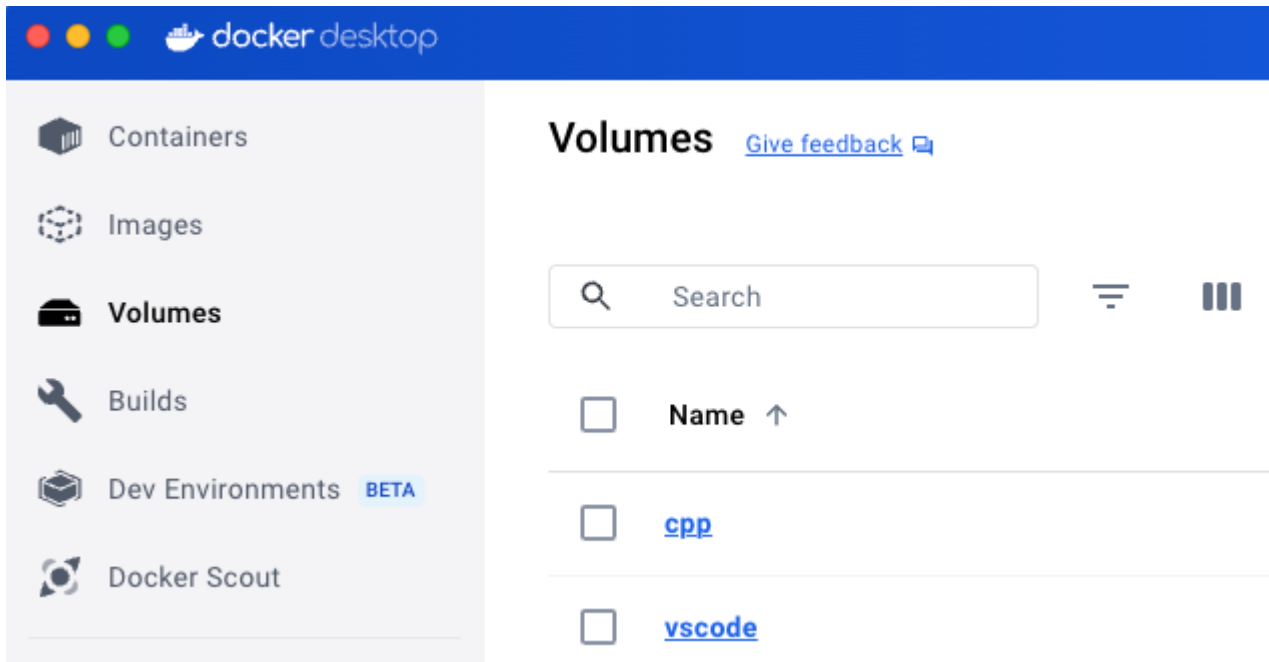 docker desktop
Containers
Images
Volumes
Builds
Dev Environments BETA
Docker Scout
Volumes Give feedback
Search
Name
cpp
vscode